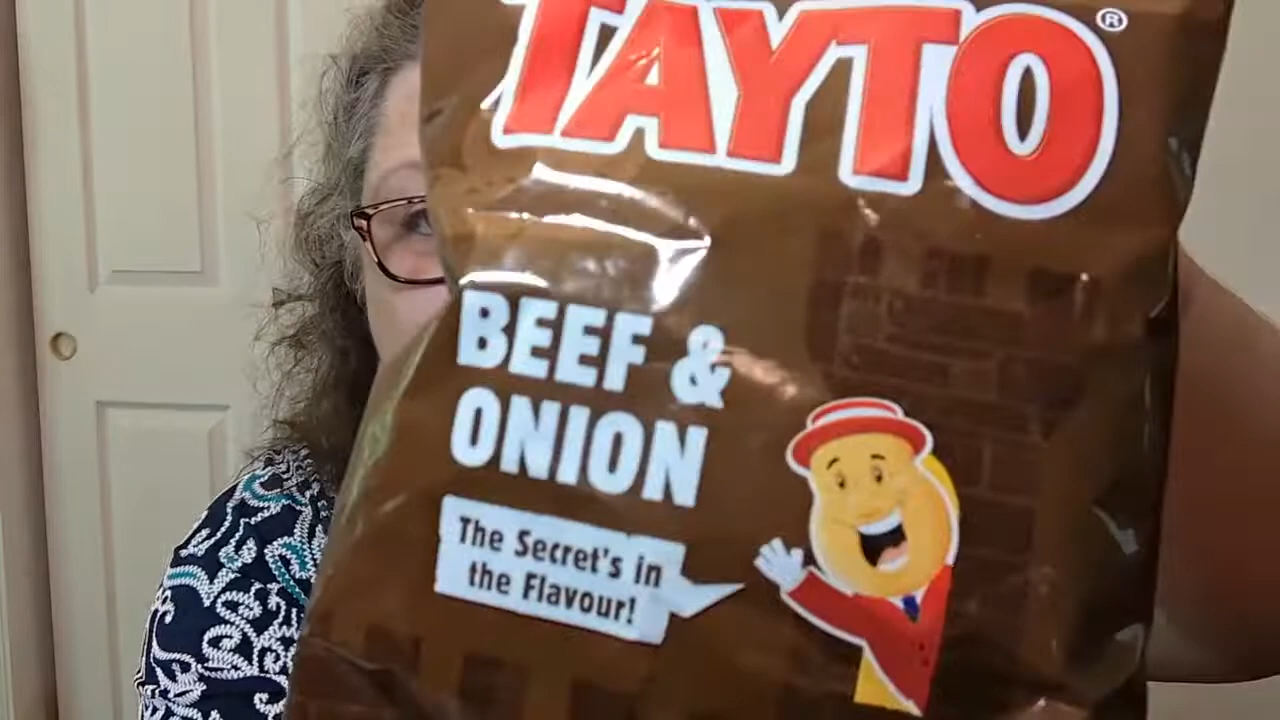 TAYTO®
BEEF &
ONION
The Secret's in
the Flavour!